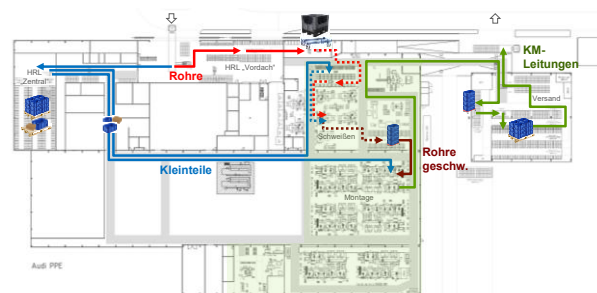 KM-
Leitungen
HRL
„Zentral"
HRL „Vordach"
Rohre
Versand
Schweißen
Rohre
geschw.
Kleinteile
Montage
Audi PPE